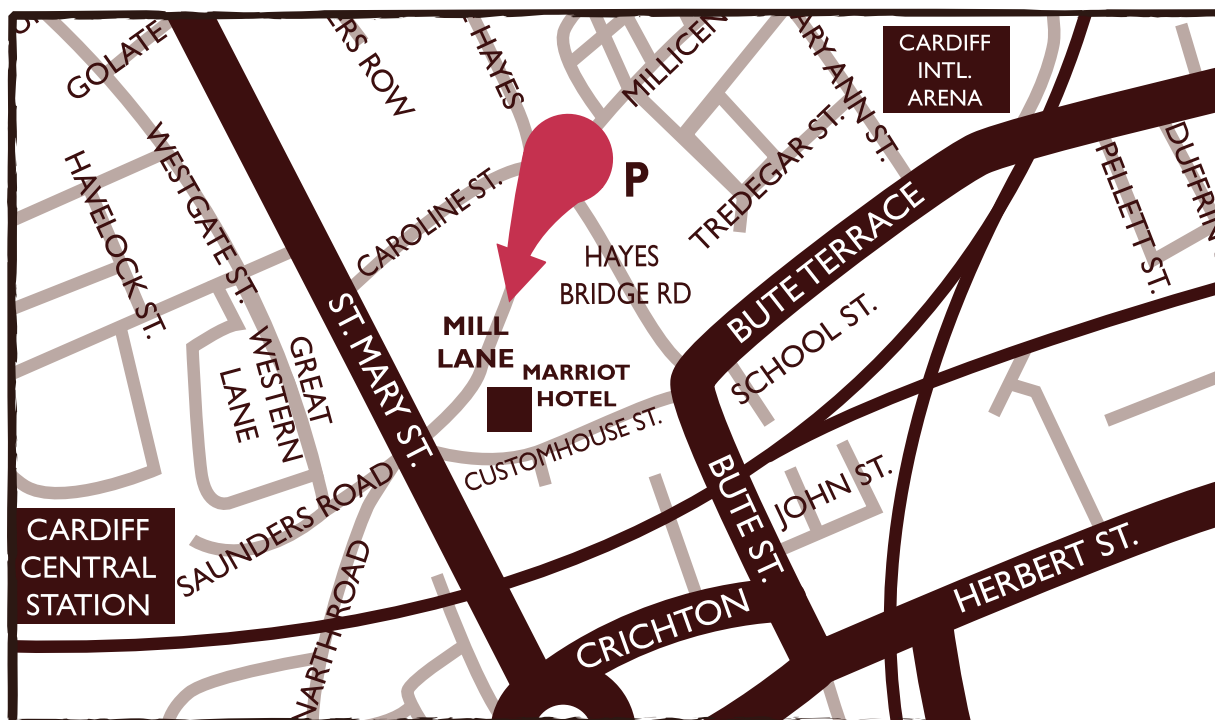 GOLATE
ERS ROW
HAYES
MILLICEN
ARY ANN ST.
CARDIFF
INTL.
ARENA
WESTGATE ST.
HAVELOCK ST.
CAROLINE ST.
P
TREDEGAR ST.
BUTE TERRACE
PELLETT ST.
DUFFRIN
HAYES
BRIDGE RD
ST. MARY ST.
MILL
LANE
MARRIOT
HOTEL
SCHOOL ST.
GREAT
WESTERN
LANE
CUSTOMHOUSE ST.
BUTE ST.
JOHN ST.
CARDIFF
CENTRAL
STATION
SAUNDERS ROAD
NARTH ROAD
CRICHTON
HERBERT ST.